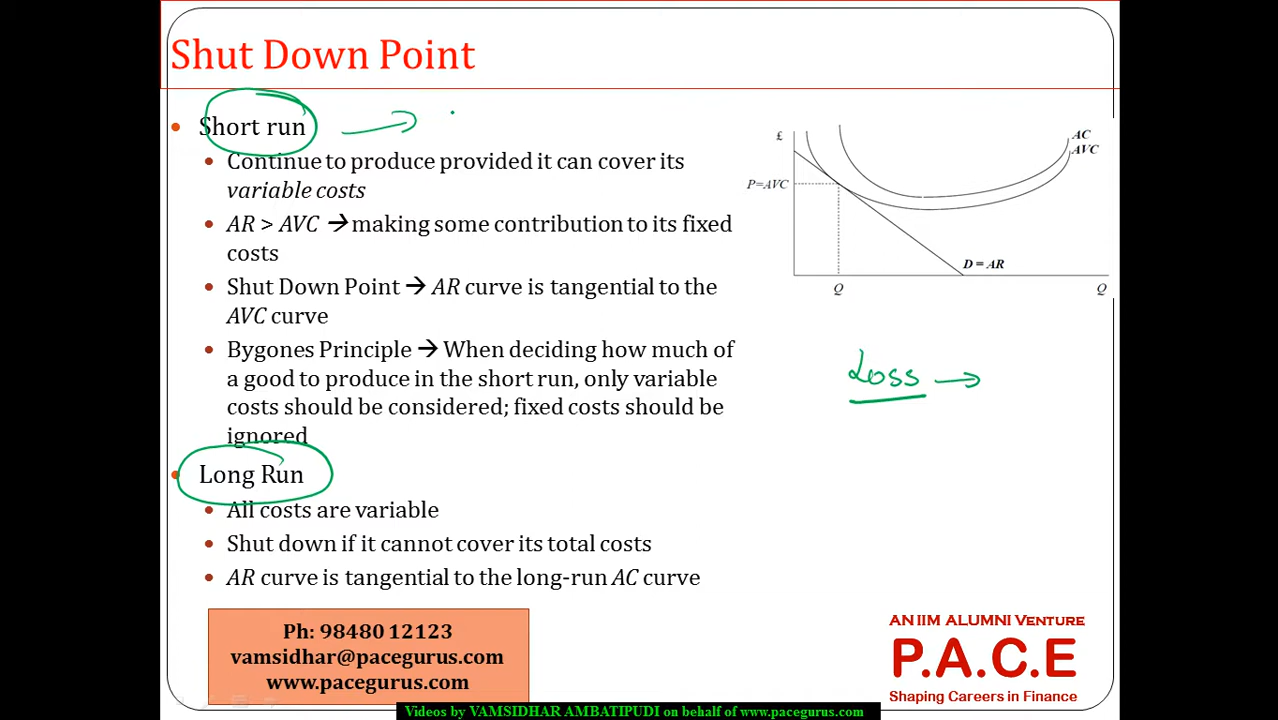 Shut Down Point
• Short run
• Continue to produce provided it can cover its
variable costs
• AR > AVC → making some contribution to its fixed
costs
• Shut Down Point → AR curve is tangential to the
AVC curve
• Bygones Principle → When deciding how much of
a good to produce in the short run, only variable
costs should be considered; fixed costs should be
ignored
• Long Run
• All costs are variable
• Shut down if it cannot cover its total costs
• AR curve is tangential to the long-run AC curve
£
AC
AVC
P=AVC
D = AR
Q
Q
Loss →
Ph: 98480 12123
vamsidhar@pacegurus.com
www.pacegurus.com
AN IIM ALUMNI VENTURE
P.A.C.E
Shaping Careers in Finance
Videos by VAMSIDHAR AMBATIPUDI on behalf of www.pacegurus.com